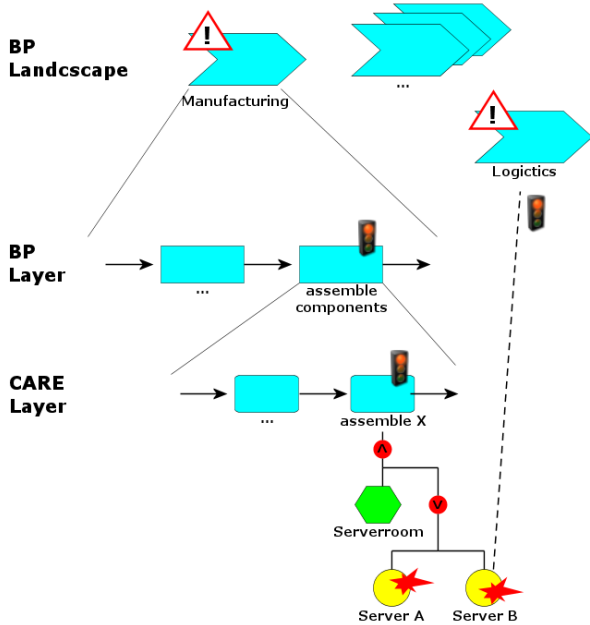 BP
Landcscape
!
Manufacturing
...
!
Logictics
BP
Layer
...
assemble
components
CARE
Layer
...
assemble X
Λ
Serverroom
V
Server A
Server B